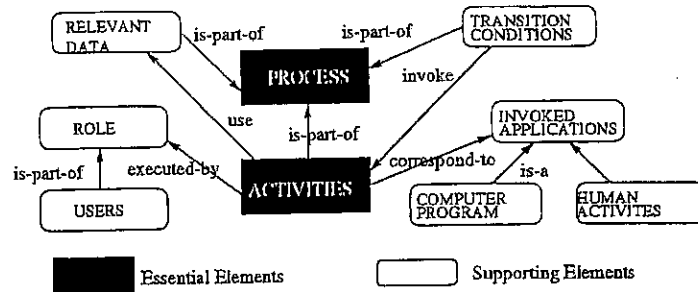 RELEVANT
DATA
is-part-of
is-part-of
TRANSITION
CONDITIONS
PROCESS
invoke
use
ROLE
is-part-of
INVOKED
APPLICATIONS
is-part-of
executed-by
ACTIVITIES
correspond-to
is-a
USERS
COMPUTER
PROGRAM
HUMAN
ACTIVITES
Essential Elements
Supporting Elements